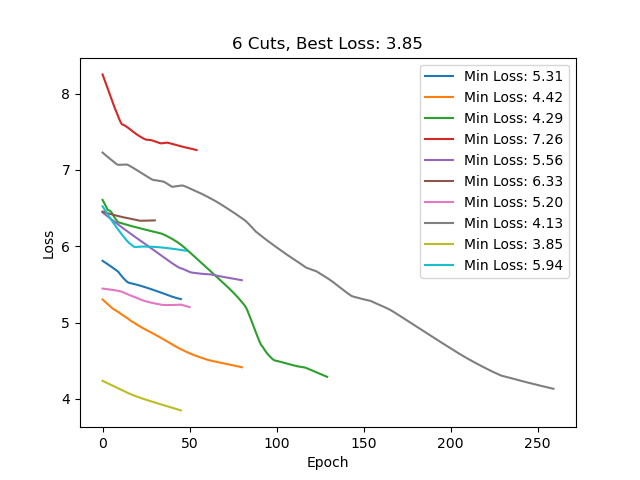 6 Cuts, Best Loss: 3.85
Loss
8
7
6
5
4
Min Loss: 5.31
Min Loss: 4.42
Min Loss: 4.29
Min Loss: 7.26
Min Loss: 5.56
Min Loss: 6.33
Min Loss: 5.20
Min Loss: 4.13
Min Loss: 3.85
Min Loss: 5.94
0 50 100 150 200 250
Epoch